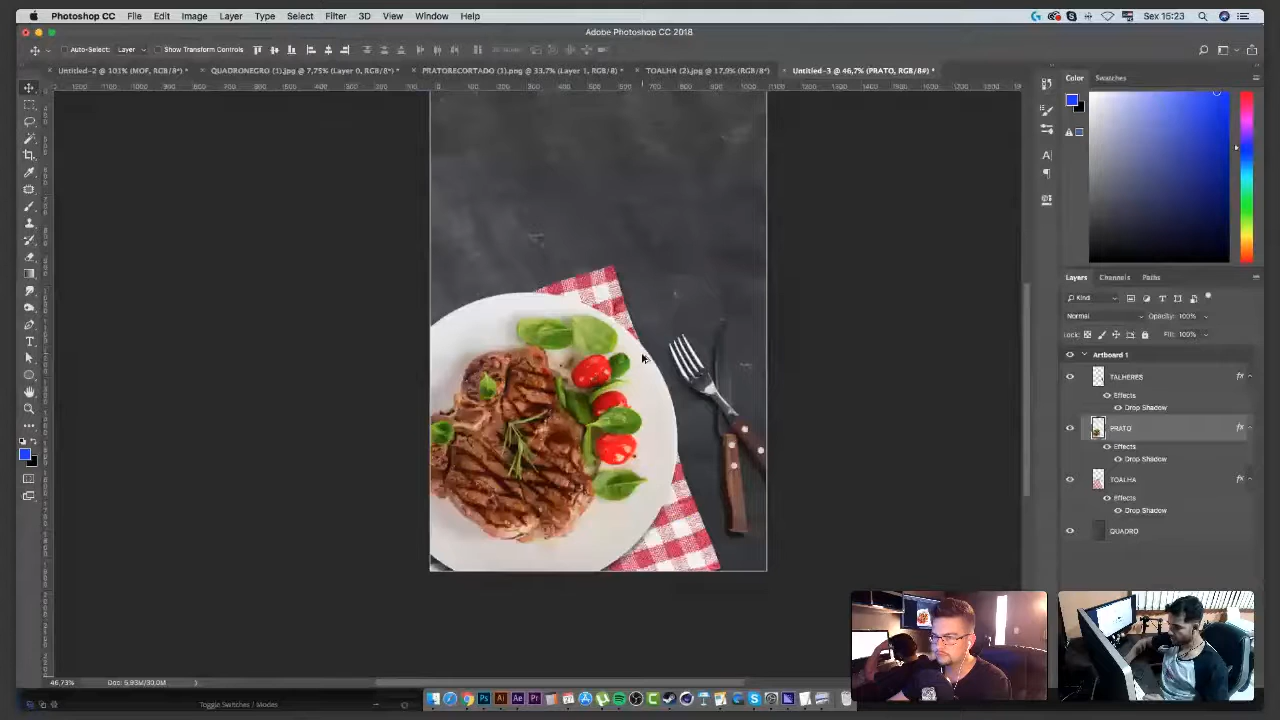 Photoshop CC File Edit Image Layer Type Select Filter 3D View Window Help Sex 15:23
Adobe Photoshop CC 2018
Auto-Select: Layer Show Transform Controls
Untitled-2 @ 101% (MOF, RGB/8*) * QUADRONEGRO (1).jpg @ 7,75% (Layer 0, RGB/8*) * PRATORECORTADO (1).png @ 33,7% (Layer 1, RGB/8) * TOALHA (2).jpg @ 17,9% (RGB/8*) Untitled-3 @ 46,7% (PRATO, RGB/8#) *
Color Swatches
Layers Channels Paths
Kind
Normal Opacity: 100%
Lock: Fill: 100%
Artboard 1
TALHERES fx
Effects
Drop Shadow
PRATO fx
Effects
Drop Shadow
TOALHA fx
Effects
Drop Shadow
QUADRO
46,73% Doc: 5,93M/30,0M
Toggle Switches / Modes